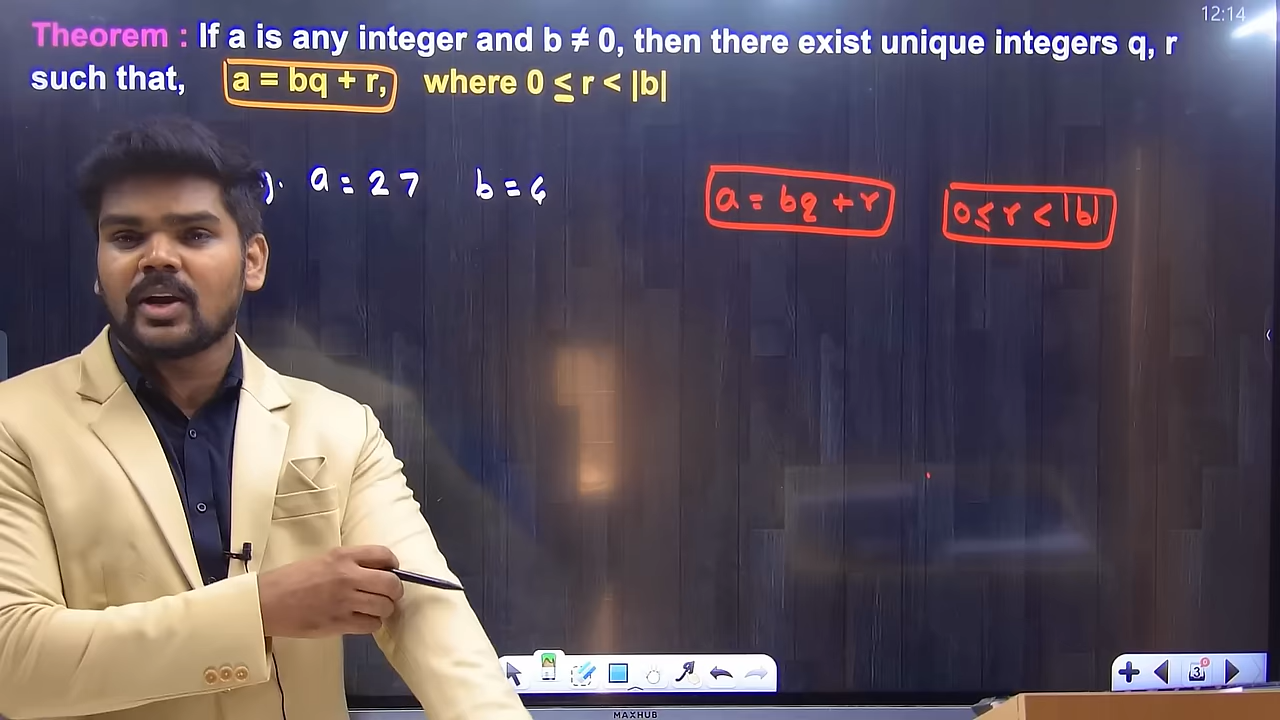 12:14
Theorem : If a is any integer and b ≠ 0, then there exist unique integers q, r
such that, a = bq + r, where 0 ≤ r < |b|
g. a = 27 b = 4
a = bq + r 0 ≤ r < |b|
3
MAXHUB